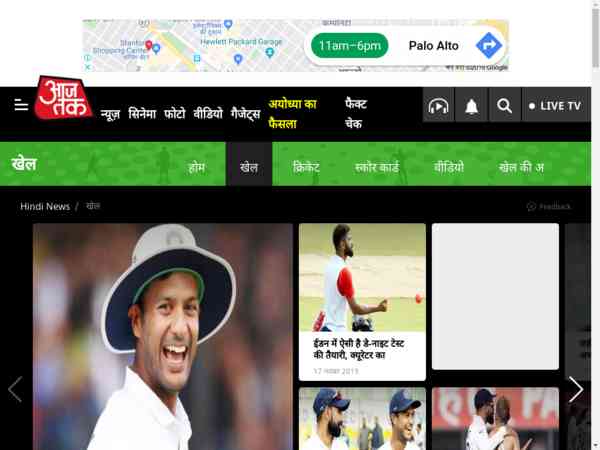 Stanford
Shopping Center
Hewlett Packard Garage
11am–6pm
Palo Alto
आज
तक
न्यूज़ सिनेमा फोटो वीडियो गैजेट्स
अयोध्या का
फैसला
फैक्ट
चेक
LIVE TV
खेल
होम खेल क्रिकेट स्कोर कार्ड वीडियो खेल की अ
Hindi News / खेल
Feedback
ईडन में ऐसी है डे-नाइट टेस्ट
की तैयारी, क्यूरेटर का
17 नवंबर 2019